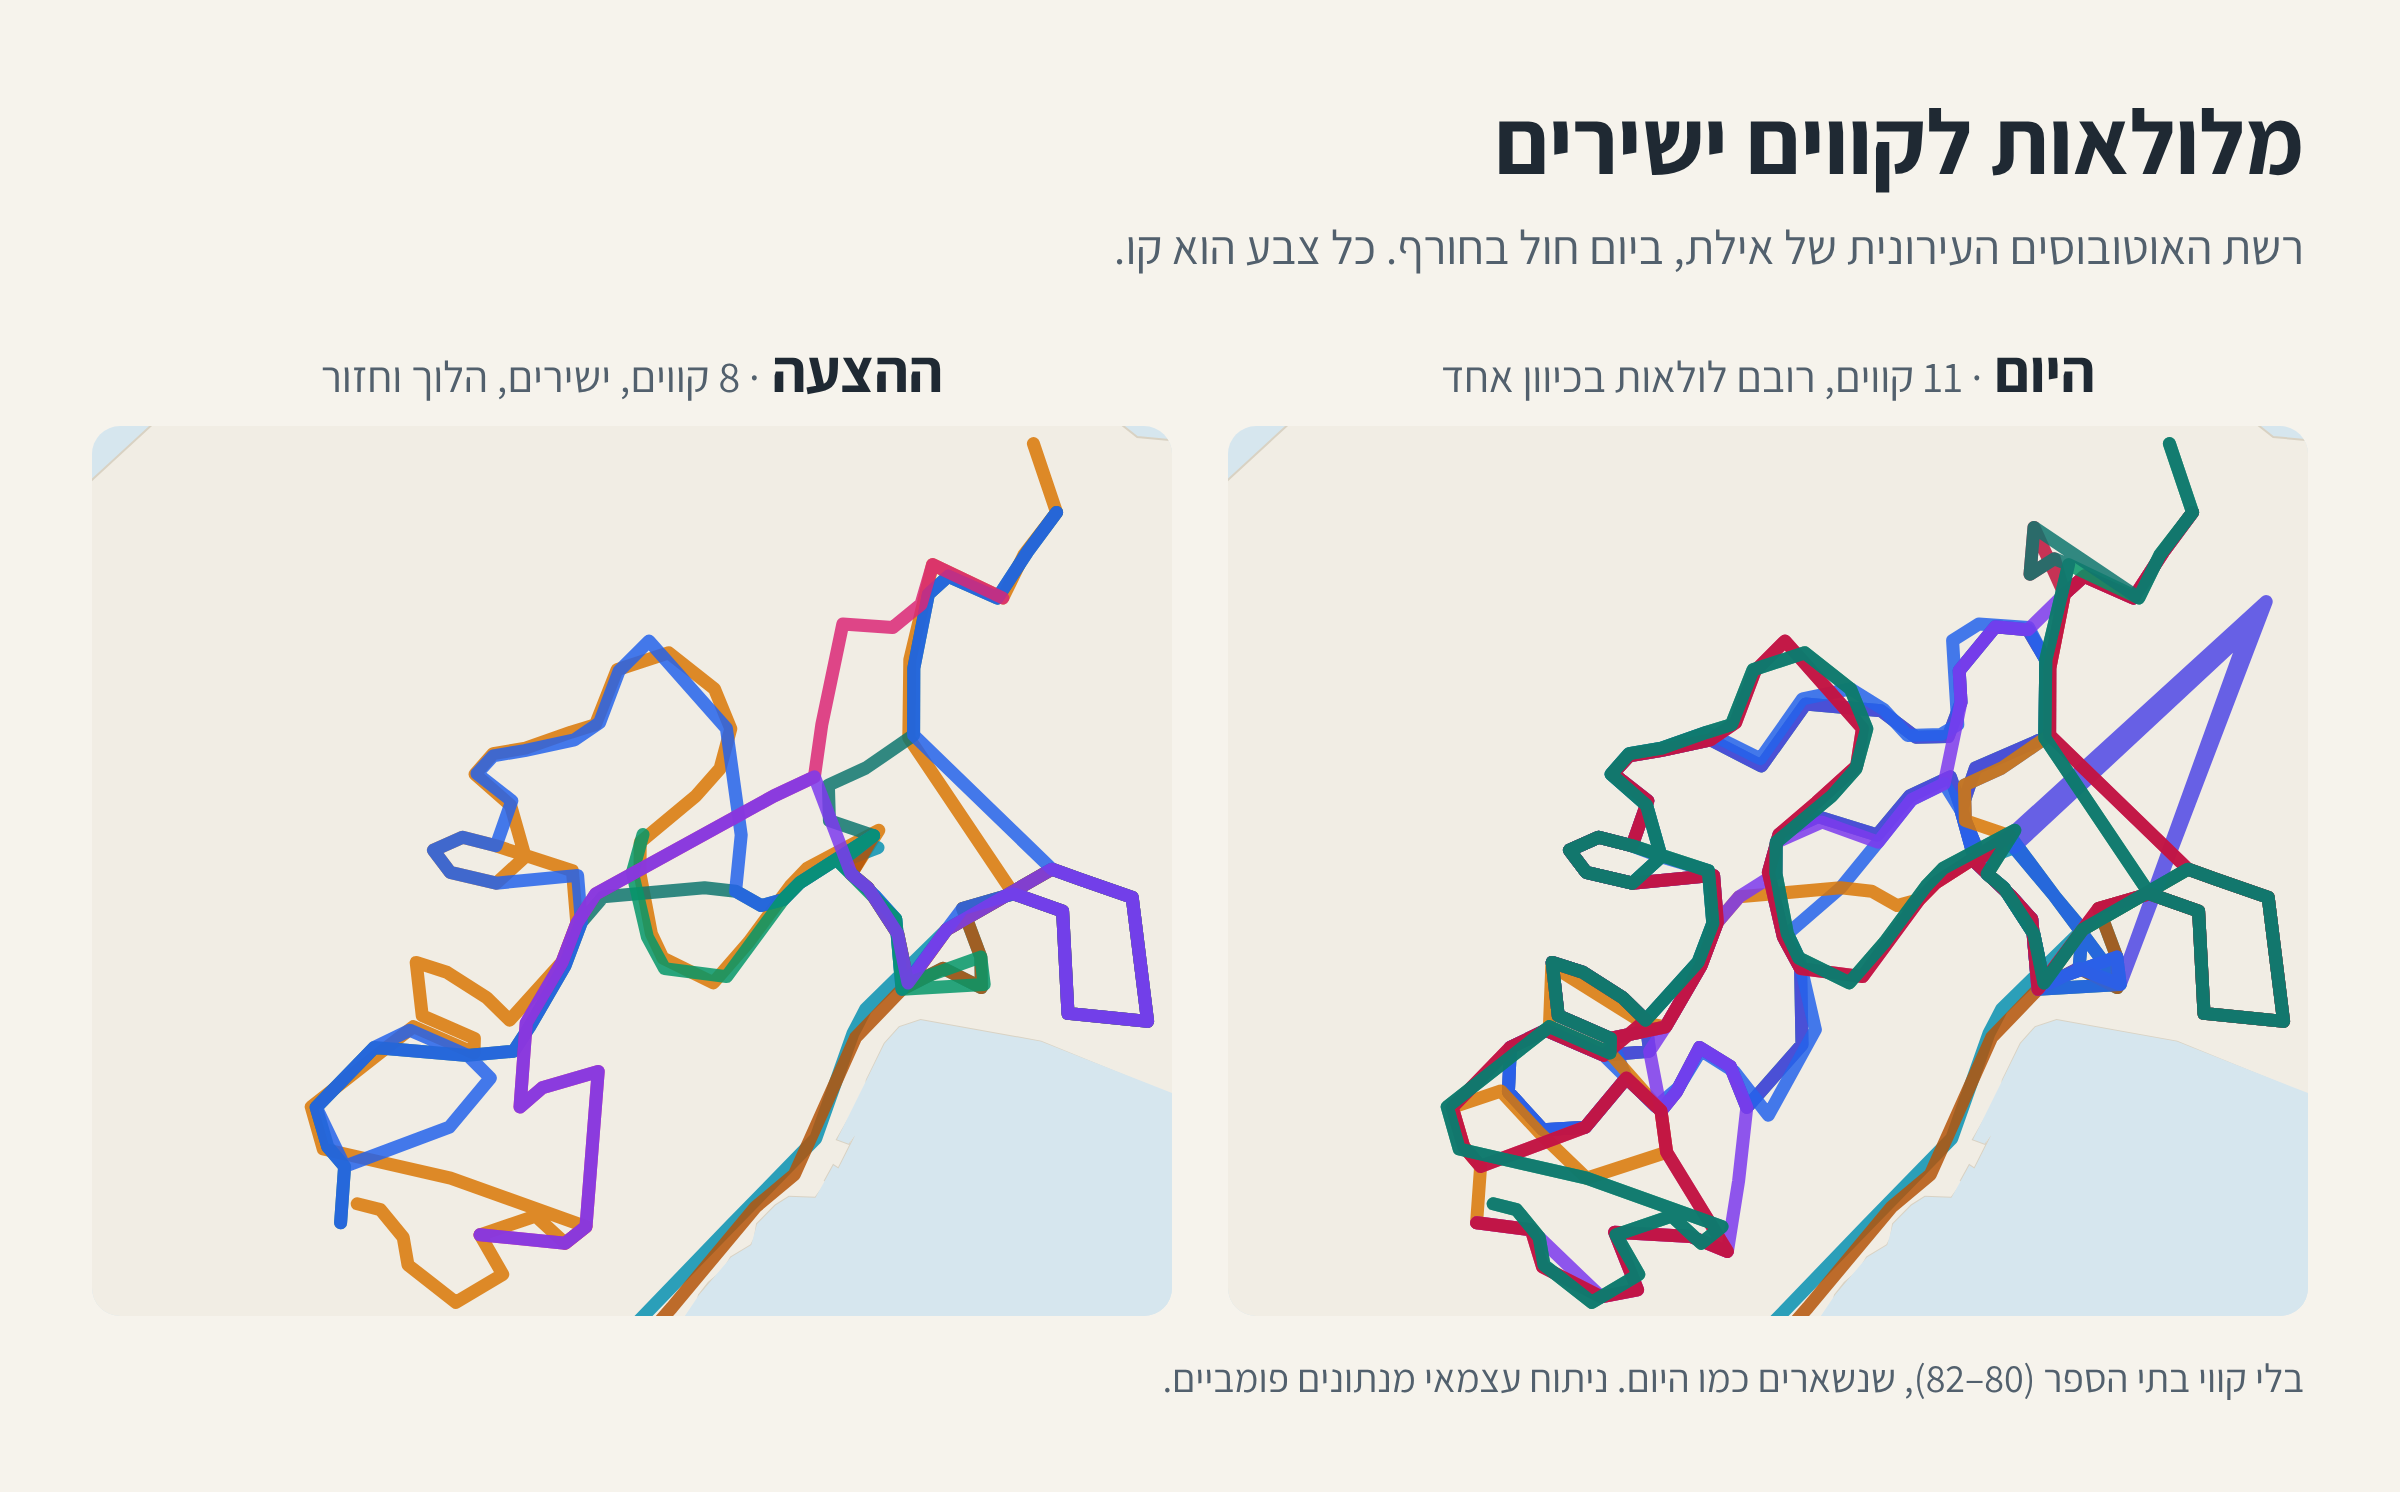 מלולאות לקווים ישירים
רשת האוטובוסים העירונית של אילת, ביום חול בחורף. כל צבע הוא קו.
היום · 11 קווים, רובם לולאות בכיוון אחד
ההצעה · 8 קווים, ישירים, הלוך וחזור
בלי קווי בתי הספר (80–82), שנשארים כמו היום. ניתוח עצמאי מנתונים פומביים.